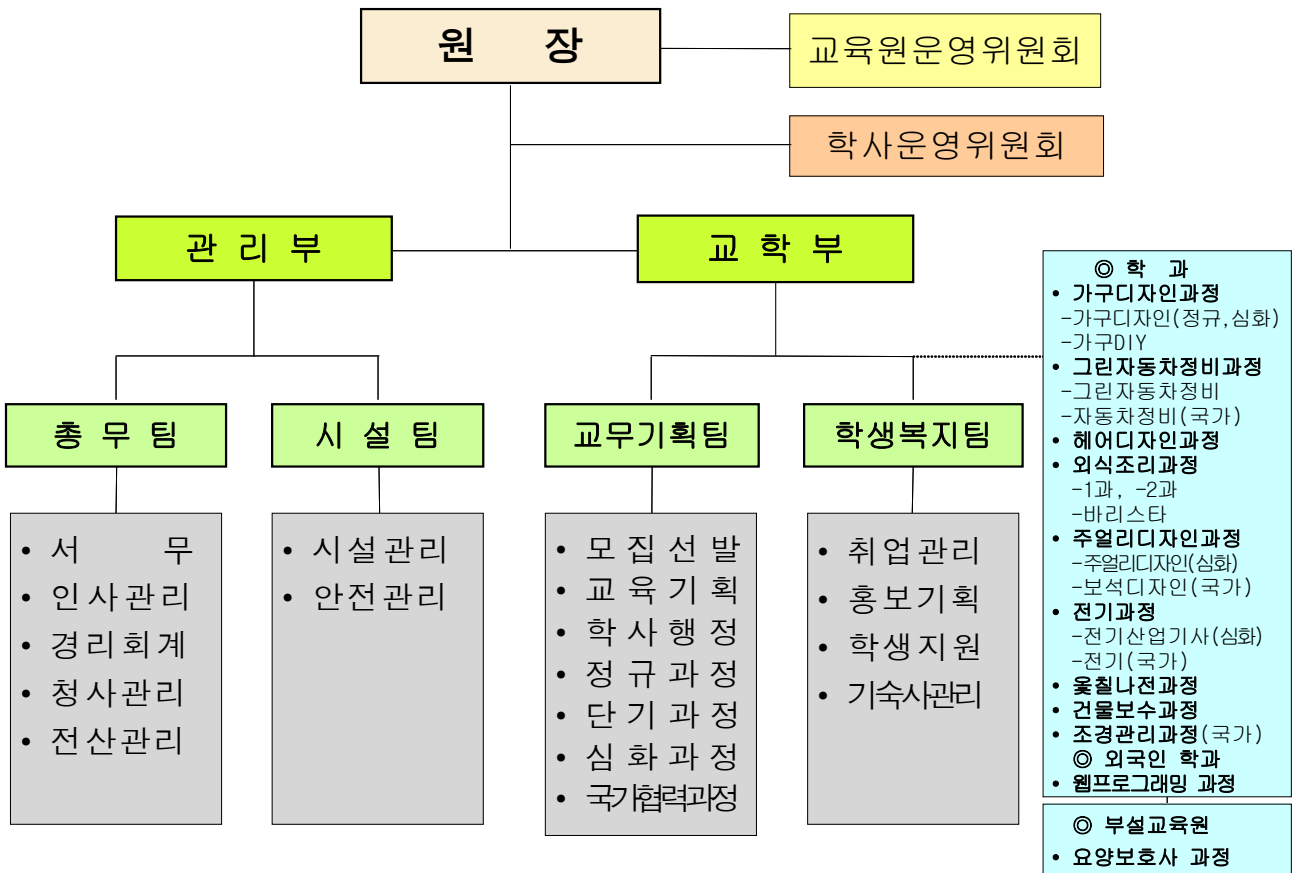 원 장
교육원운영위원회
학사운영위원회
관 리 부
교 학 부
총 무 팀
시 설 팀
교무기획팀
학생복지팀
• 서 무
• 인사관리
• 경리회계
• 청사관리
• 전산관리
• 시설관리
• 안전관리
• 모집선발
• 교육기획
• 학사행정
• 정규과정
• 단기과정
• 심화과정
• 국가협력과정
• 취업관리
• 홍보기획
• 학생지원
• 기숙사관리
◎ 학 과
• 가구디자인과정
-가구디자인(정규,심화)
-가구DIY
• 그린자동차정비과정
-그린자동차정비
-자동차정비(국가)
• 헤어디자인과정
• 외식조리과정
-1과, -2과
-바리스타
• 주얼리디자인과정
-주얼리디자인(심화)
-보석디자인(국가)
• 전기과정
-전기산업기사(심화)
-전기(국가)
• 옻칠나전과정
• 건물보수과정
• 조경관리과정(국가)
◎ 외국인 학과
• 웹프로그래밍 과정
◎ 부설교육원
• 요양보호사 과정